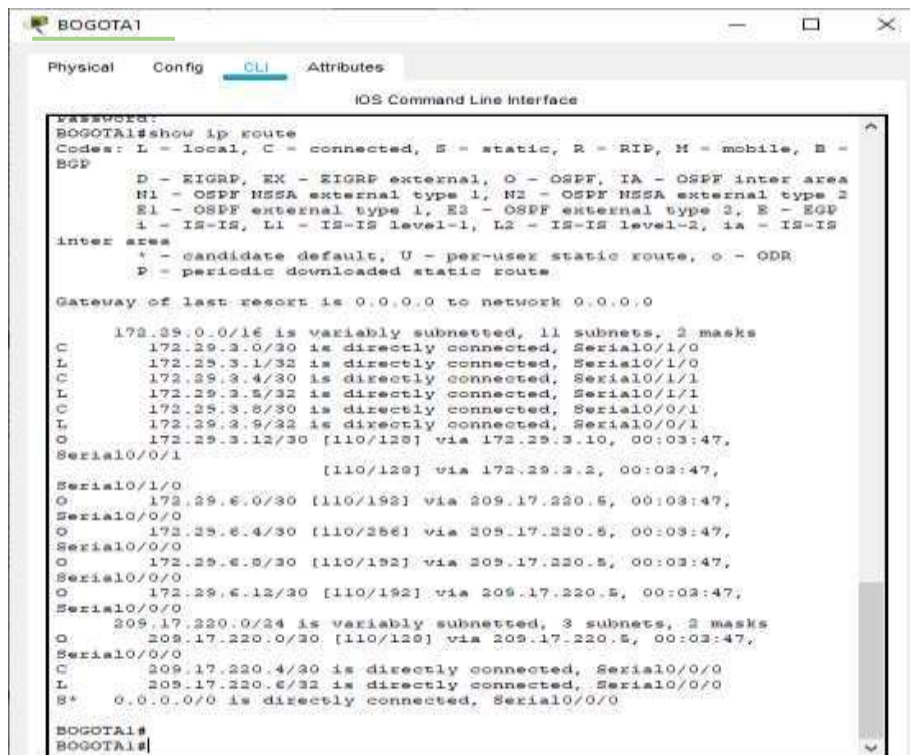 BOGOTA1
Physical Config CLI Attributes
IOS Command Line Interface
Password:
BOGOTA1#show ip route
Codes: L - local, C - connected, S - static, R - RIP, M - mobile, B -
BGP
D - EIGRP, EX - EIGRP external, O - OSPF, IA - OSPF inter area
N1 - OSPF NSSA external type 1, N2 - OSPF NSSA external type 2
E1 - OSPF external type 1, E2 - OSPF external type 2, E - EGP
i - IS-IS, L1 - IS-IS level-1, L2 - IS-IS level-2, ia - IS-IS
inter area
* - candidate default, U - per-user static route, o - ODR
P - periodic downloaded static route
Gateway of last resort is 0.0.0.0 to network 0.0.0.0
172.29.0.0/16 is variably subnetted, 11 subnets, 2 masks
C 172.29.3.0/30 is directly connected, Serial0/1/0
L 172.29.3.1/32 is directly connected, Serial0/1/0
C 172.29.3.4/30 is directly connected, Serial0/1/1
L 172.29.3.5/32 is directly connected, Serial0/1/1
C 172.29.3.8/30 is directly connected, Serial0/0/1
L 172.29.3.9/32 is directly connected, Serial0/0/1
O 172.29.3.12/30 [110/128] via 172.29.3.10, 00:03:47,
Serial0/0/1
[110/128] via 172.29.3.2, 00:03:47,
Serial0/1/0
O 172.29.6.0/30 [110/192] via 209.17.220.5, 00:03:47,
Serial0/0/0
O 172.29.6.4/30 [110/256] via 209.17.220.5, 00:03:47,
Serial0/0/0
O 172.29.6.8/30 [110/192] via 209.17.220.5, 00:03:47,
Serial0/0/0
O 172.29.6.12/30 [110/192] via 209.17.220.5, 00:03:47,
Serial0/0/0
209.17.220.0/24 is variably subnetted, 3 subnets, 2 masks
O 209.17.220.0/30 [110/128] via 209.17.220.5, 00:03:47,
Serial0/0/0
C 209.17.220.4/30 is directly connected, Serial0/0/0
L 209.17.220.6/32 is directly connected, Serial0/0/0
S* 0.0.0.0/0 is directly connected, Serial0/0/0
BOGOTA1#
BOGOTA1#